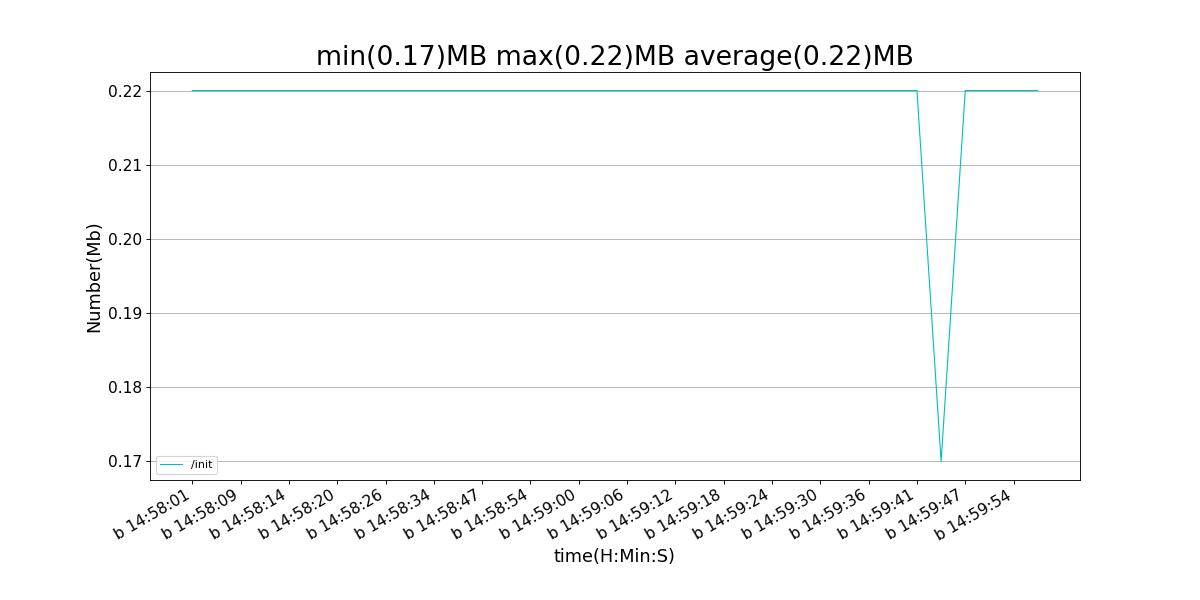 min(0.17)MB max(0.22)MB average(0.22)MB
0.22
0.21
0.20
0.19
0.18
0.17
Number(Mb)
/init
b 14:58:01
b 14:58:09
b 14:58:14
b 14:58:20
b 14:58:26
b 14:58:34
b 14:58:47
b 14:58:54
b 14:59:00
b 14:59:06
b 14:59:12
b 14:59:18
b 14:59:24
b 14:59:30
b 14:59:36
b 14:59:41
b 14:59:47
b 14:59:54
time(H:Min:S)